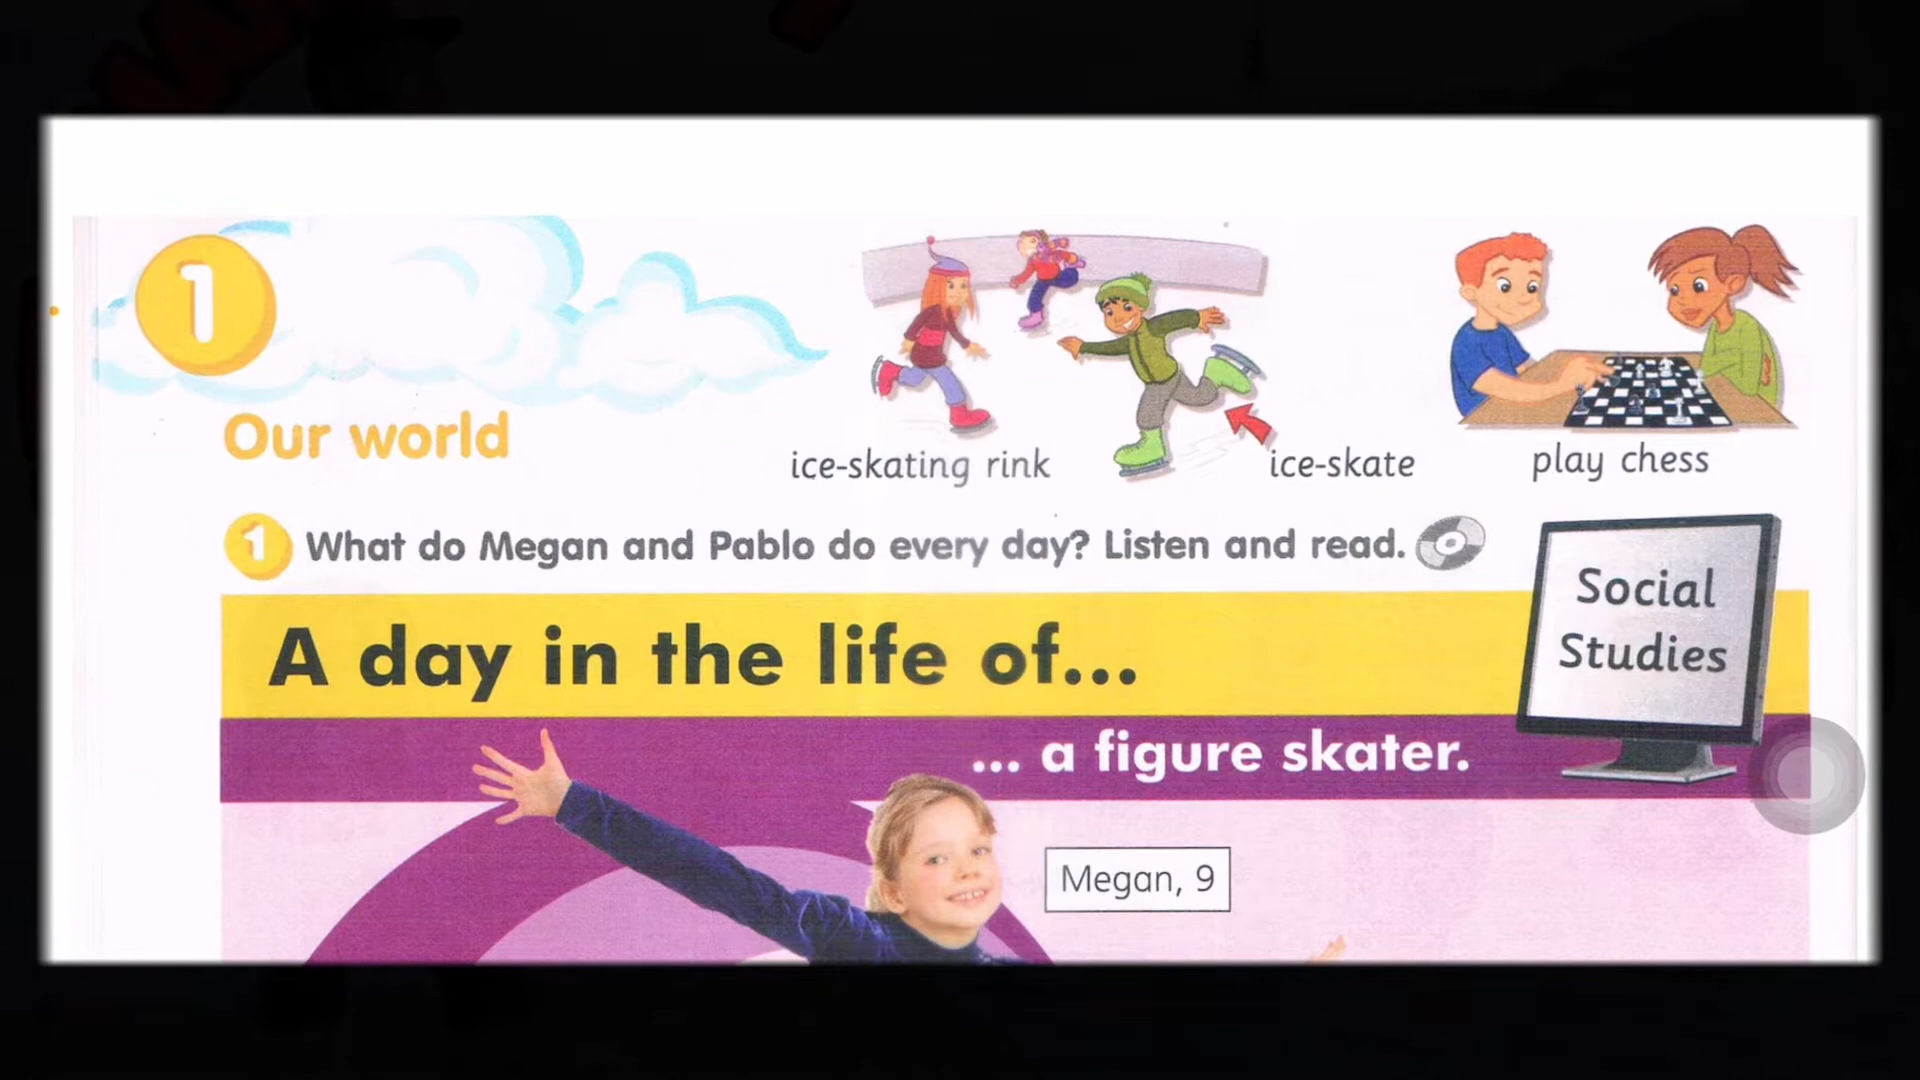 1
Our world
ice-skating rink
ice-skate
play chess
1 What do Megan and Pablo do every day? Listen and read.
Social
Studies
A day in the life of...
... a figure skater.
Megan, 9